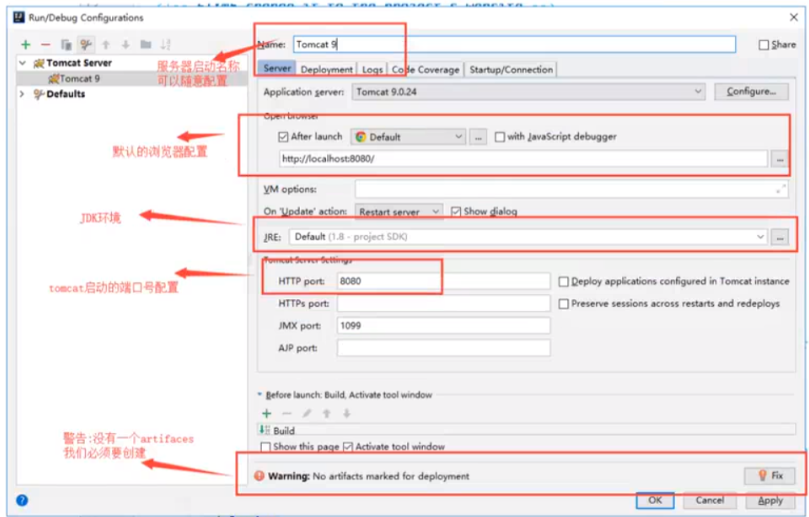 Run/Debug Configurations
Name: Tomcat 9
Share
Tomcat Server
Tomcat 9
Defaults
服务器启动名称
可以随意配置
Server Deployment Logs Code Coverage Startup/Connection
Application server: Tomcat 9.0.24 Configure...
Open browser
After launch Default ... with JavaScript debugger
默认的浏览器配置
http://localhost:8080/ ...
VM options:
On 'Update' action: Restart server Show dialog
JDK环境
JRE: Default (1.8 - project SDK) ...
Tomcat Server Settings
HTTP port: 8080 Deploy applications configured in Tomcat instance
tomcat启动的端口号配置
HTTPs port: Preserve sessions across restarts and redeploys
JMX port: 1099
AJP port:
Before launch: Build, Activate tool window
Build
Show this page Activate tool window
警告:没有一个artifaces
我们必须要创建
Warning: No artifacts marked for deployment Fix
OK Cancel Apply